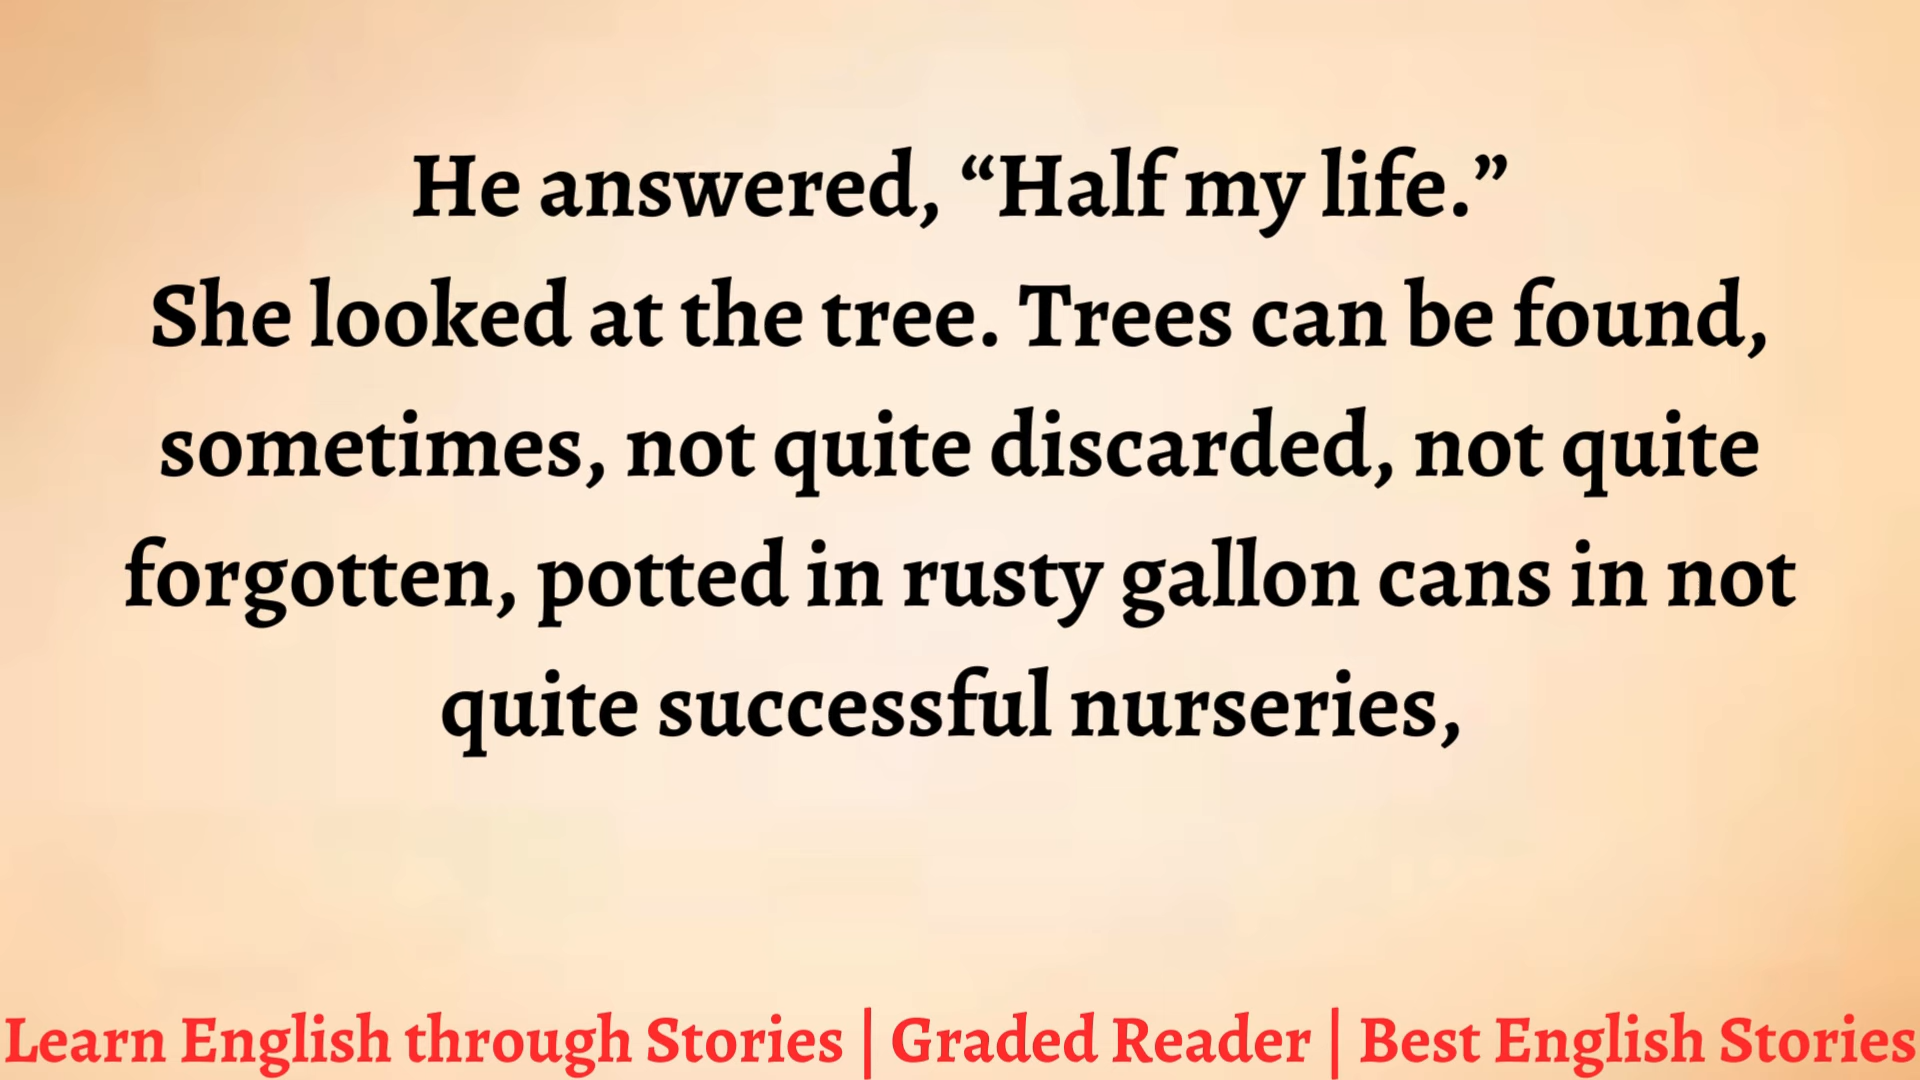 He answered, “Half my life.”
She looked at the tree. Trees can be found,
sometimes, not quite discarded, not quite
forgotten, potted in rusty gallon cans in not
quite successful nurseries,
Learn English through Stories | Graded Reader | Best English Stories